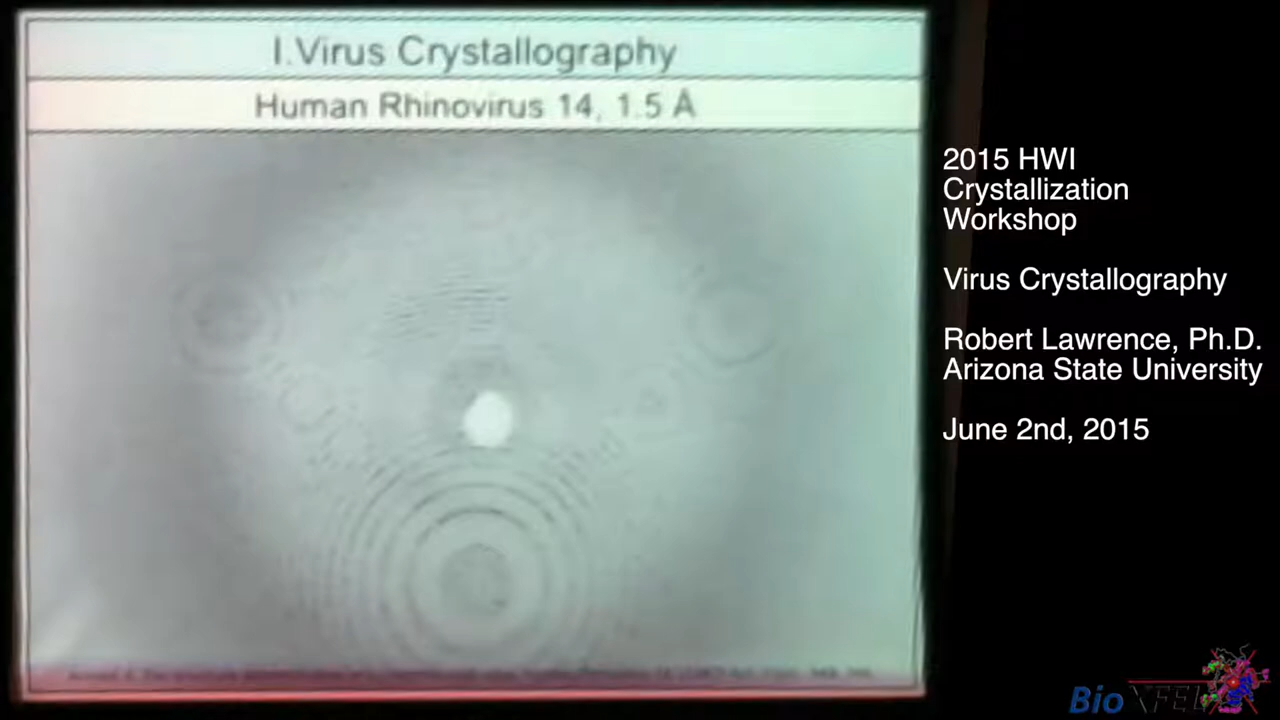 I. Virus Crystallography
Human Rhinovirus 14, 1.5 Å
2015 HWI
Crystallization
Workshop
Virus Crystallography
Robert Lawrence, Ph.D.
Arizona State University
June 2nd, 2015
BioXFEL